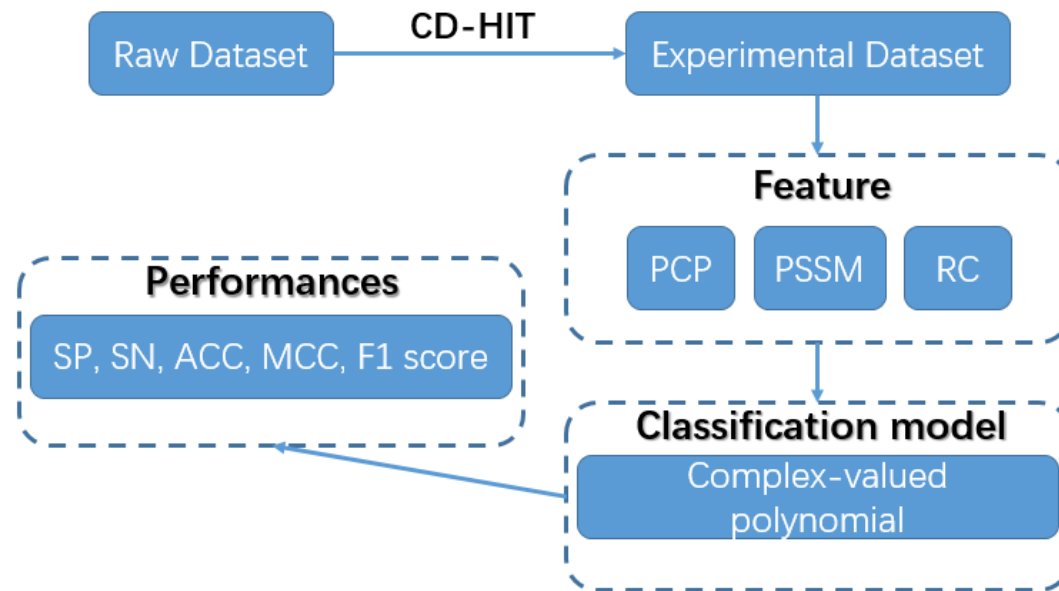 Raw Dataset
CD-HIT
Experimental Dataset
Feature
PCP
PSSM
RC
Classification model
Complex-valued
polynomial
Performances
SP, SN, ACC, MCC, F1 score